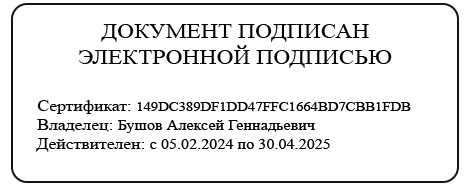 ДОКУМЕНТ ПОДПИСАН
ЭЛЕКТРОННОЙ ПОДПИСЬЮ
Сертификат: 149DC389DF1DD47FFC1664BD7CBB1FDB
Владелец: Бушов Алексей Геннадьевич
Действителен: с 05.02.2024 по 30.04.2025